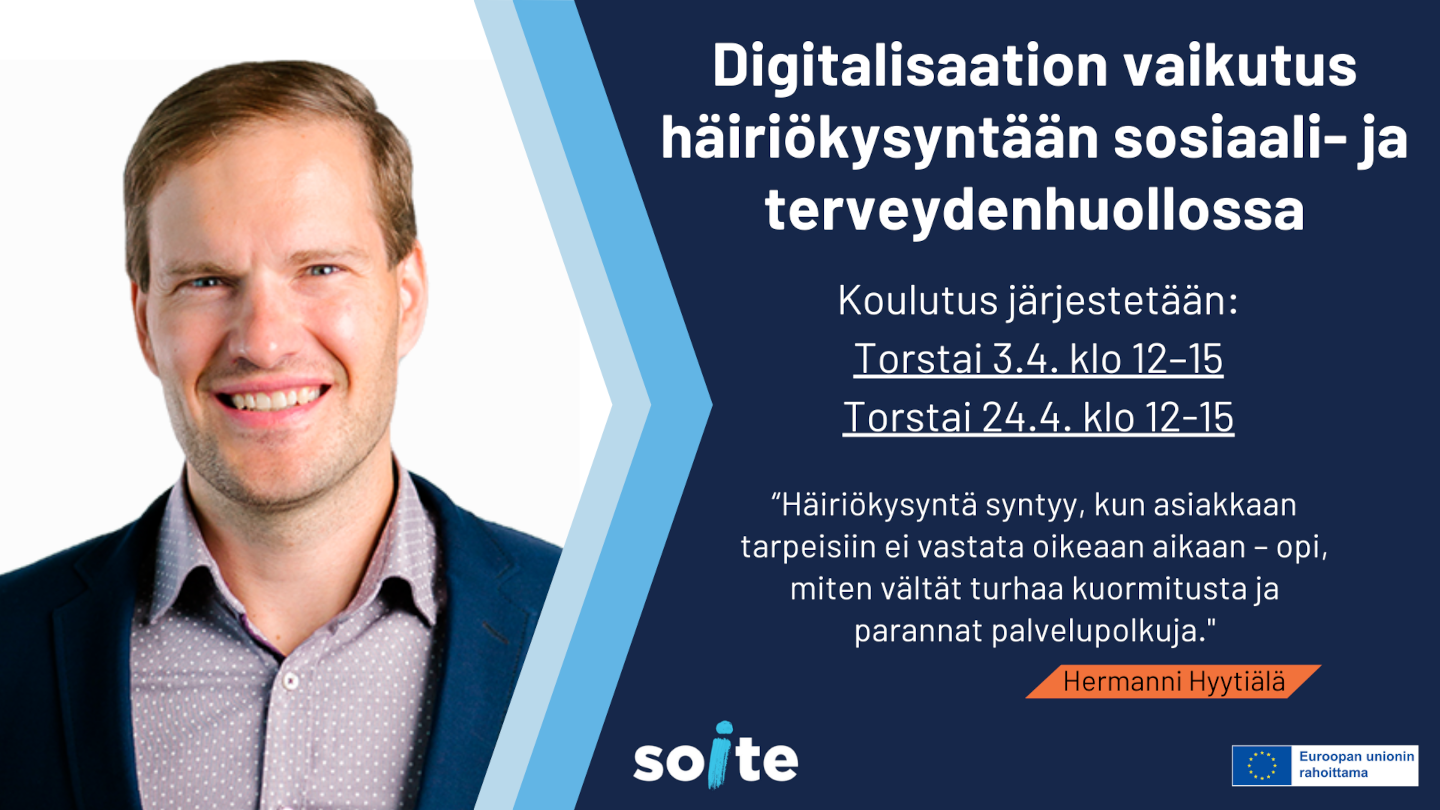 Digitalisaation vaikutus
häiriökysyntään sosiaali- ja
terveydenhuollossa
Koulutus järjestetään:
Torstai 3.4. klo 12–15
Torstai 24.4. klo 12-15
“Häiriökysyntä syntyy, kun asiakkaan
tarpeisiin ei vastata oikeaan aikaan – opi,
miten vältät turhaa kuormitusta ja
parannat palvelupolkuja."
Hermanni Hyytiälä
soite
Euroopan unionin
rahoittama